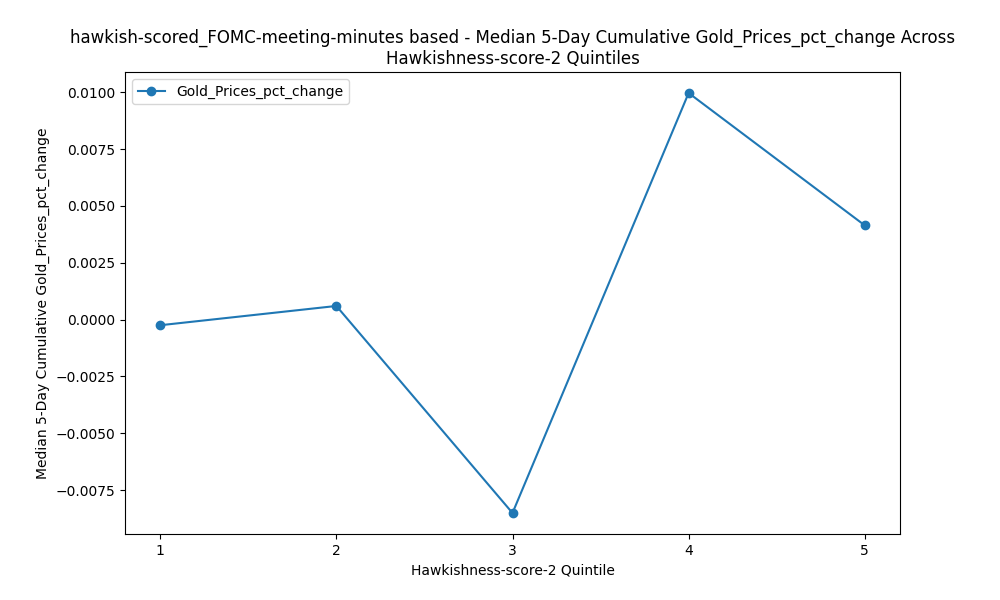 hawkish-scored_FOMC-meeting-minutes based - Median 5-Day Cumulative Gold_Prices_pct_change Across
Hawkishness-score-2 Quintiles
Gold_Prices_pct_change
Median 5-Day Cumulative Gold_Prices_pct_change
0.0100
0.0075
0.0050
0.0025
0.0000
−0.0025
−0.0050
−0.0075
1 2 3 4 5
Hawkishness-score-2 Quintile